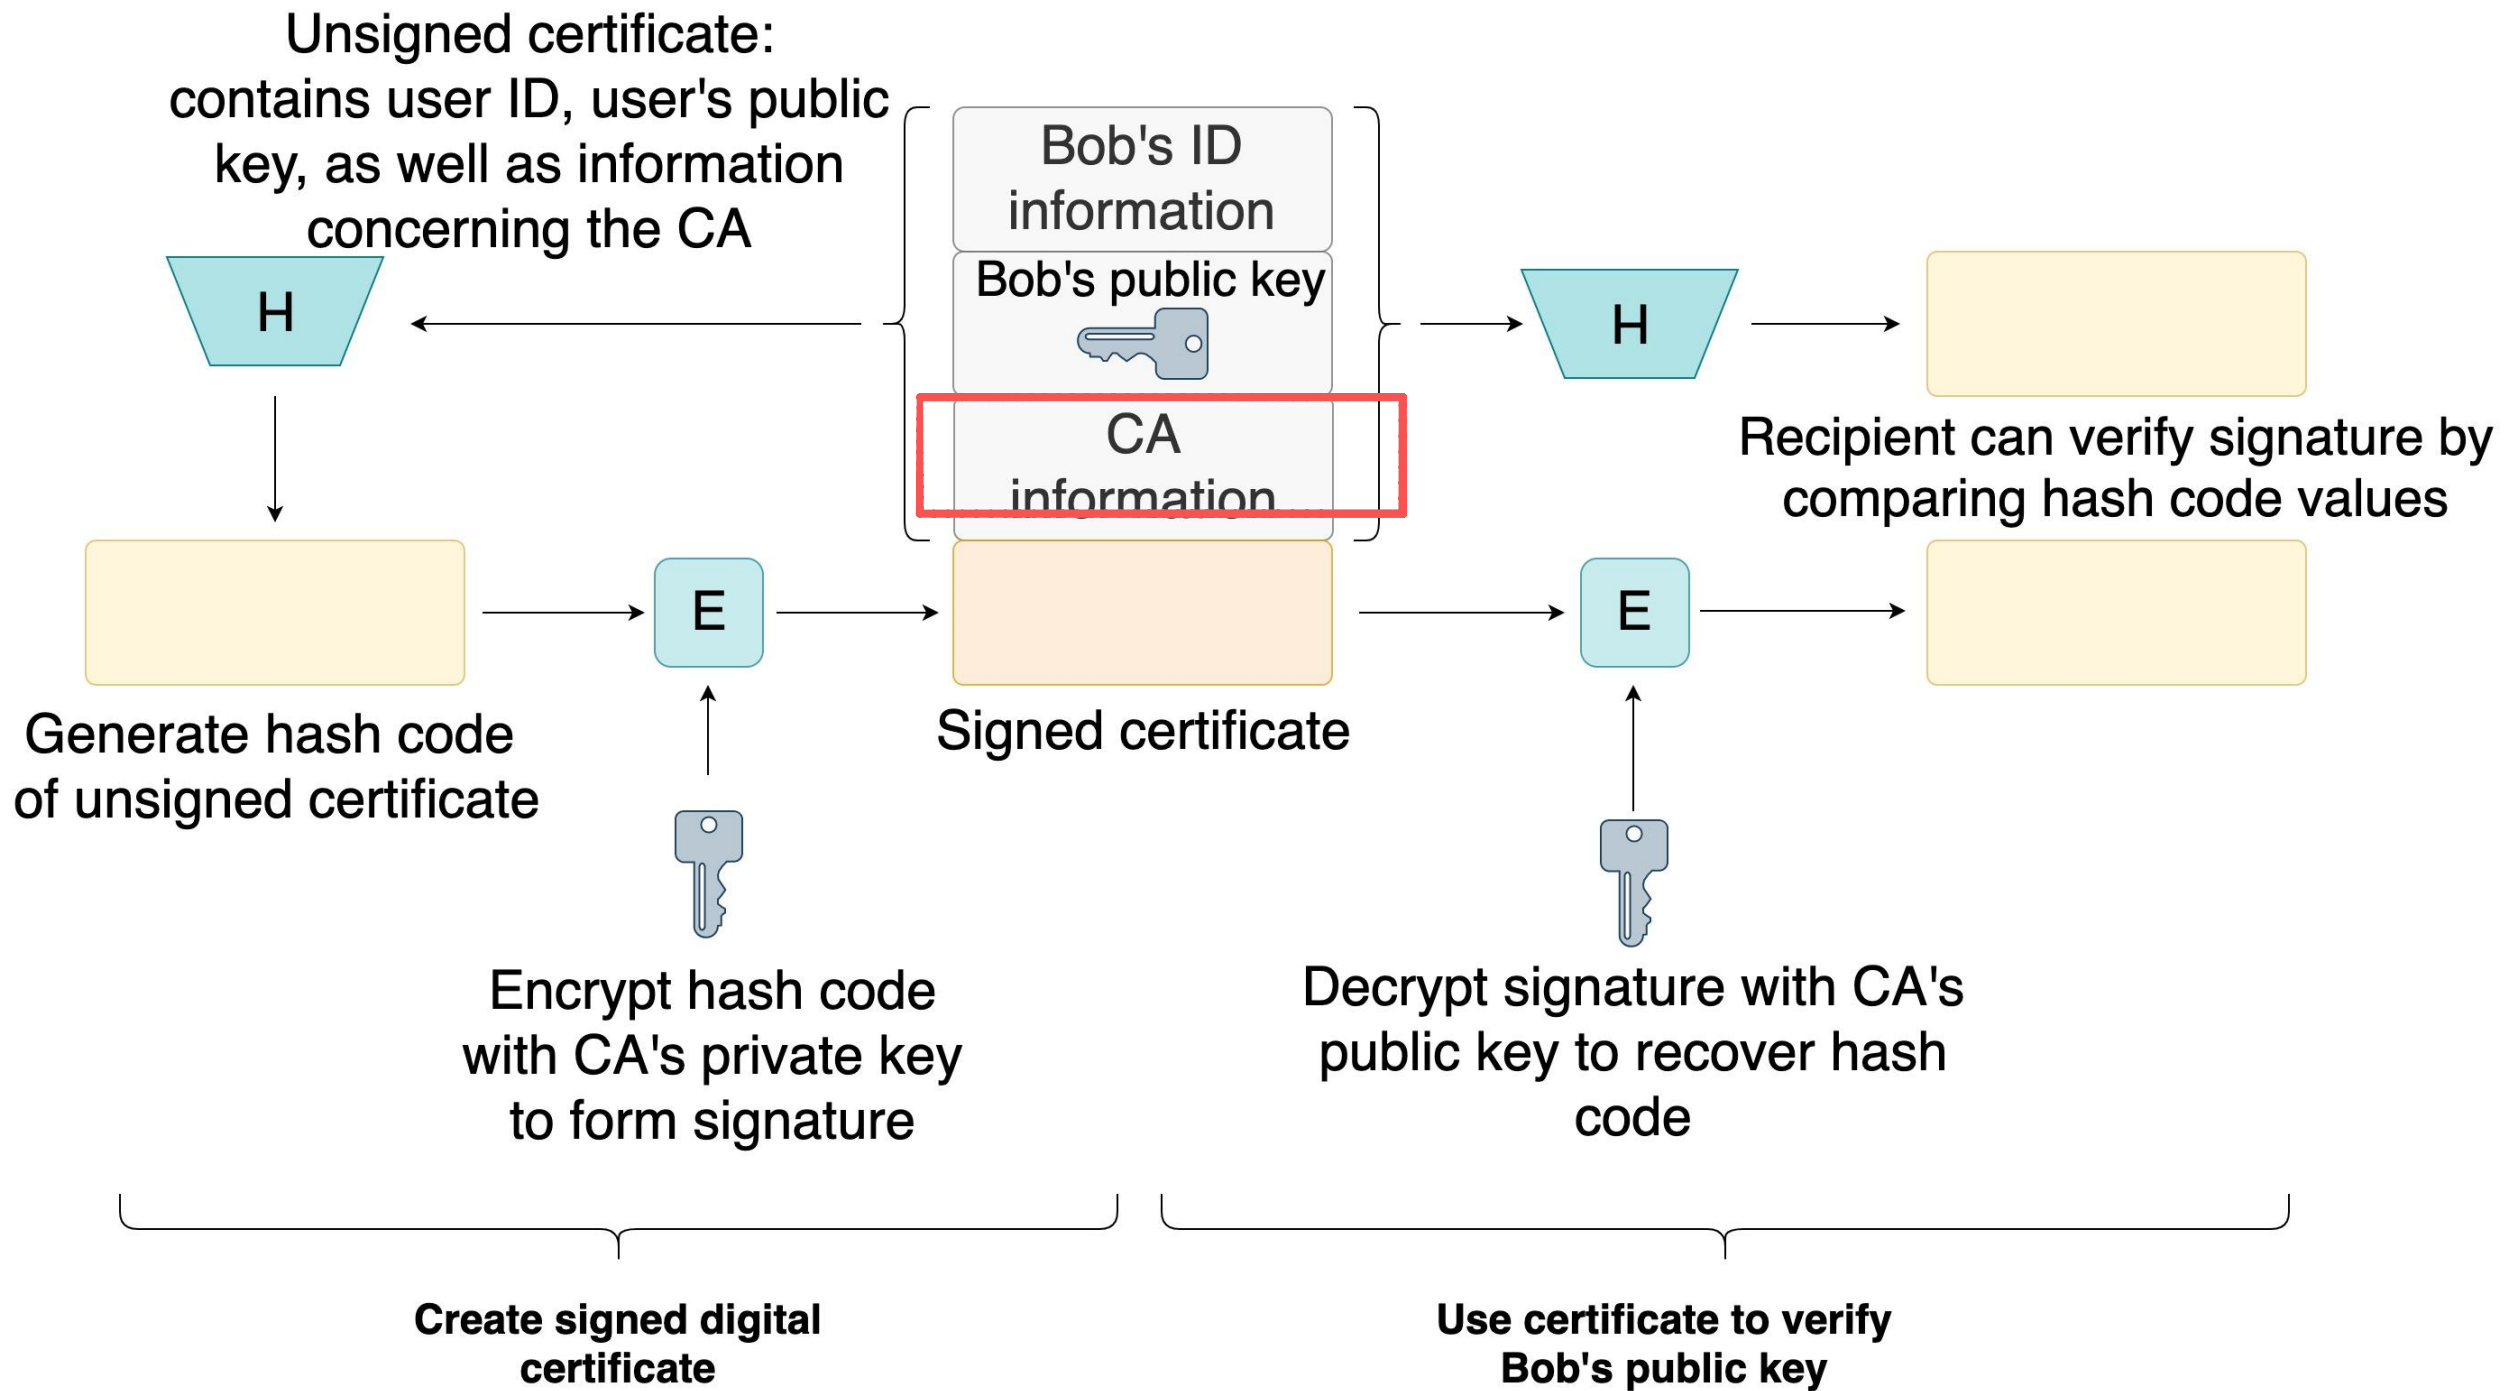 Unsigned certificate:
contains user ID, user's public
key, as well as information
concerning the CA
H
Bob's ID
information
Bob's public key
CA
information
H
Recipient can verify signature by
comparing hash code values
E
E
Generate hash code
of unsigned certificate
Signed certificate
Encrypt hash code
with CA's private key
to form signature
Decrypt signature with CA's
public key to recover hash
code
Create signed digital
certificate
Use certificate to verify
Bob's public key